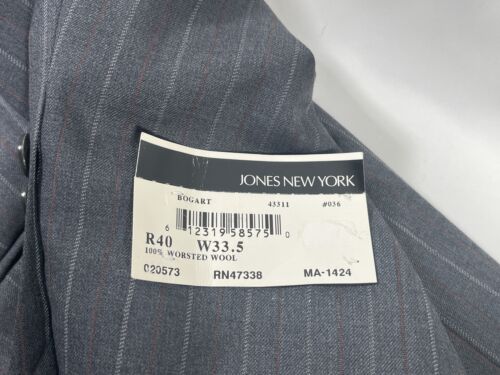 JONES NEW YORK
BOGART 43511 #036
6 12319 58575 0
R40 W33.5
100% WORSTED WOOL
020573 RN47338 MA-1424